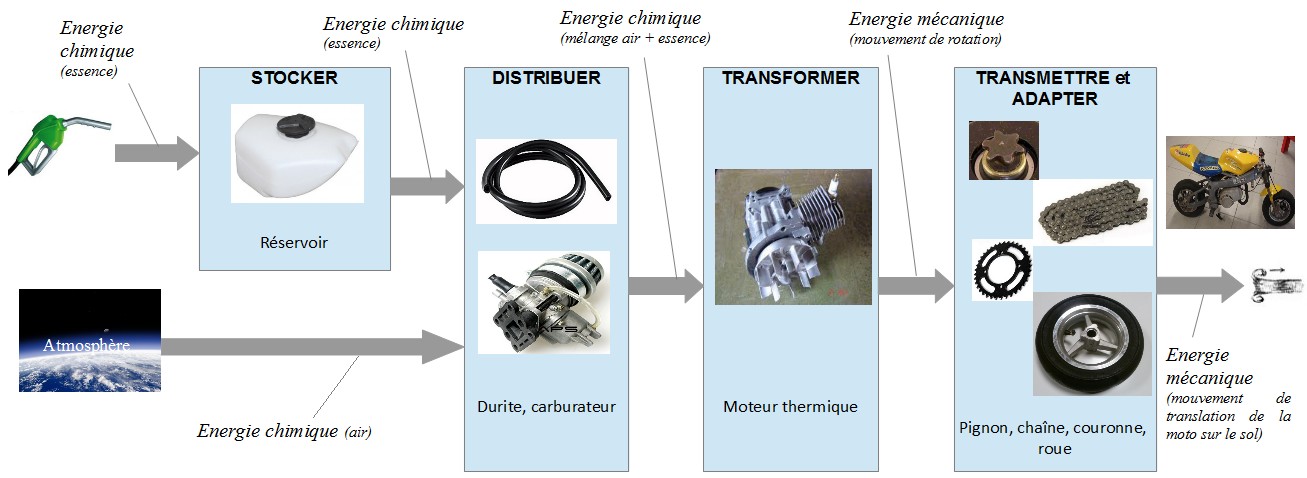 Energie
chimique
(essence)
Energie chimique
(essence)
Energie chimique
(mélange air + essence)
Energie mécanique
(mouvement de rotation)
STOCKER
Réservoir
DISTRIBUER
Durite, carburateur
TRANSFORMER
Moteur thermique
TRANSMETTRE et
ADAPTER
Pignon, chaîne, couronne,
roue
Atmosphère
Energie chimique (air)
Energie
mécanique
(mouvement de
translation de la
moto sur le sol)